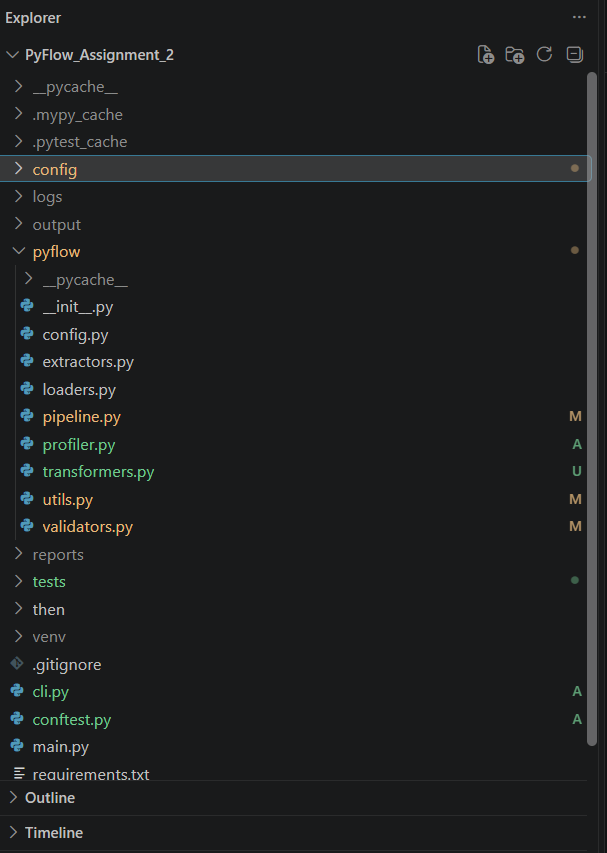 Explorer
PyFlow_Assignment_2
__pycache__
.mypy_cache
.pytest_cache
config
logs
output
pyflow
__pycache__
__init__.py
config.py
extractors.py
loaders.py
pipeline.py M
profiler.py A
transformers.py U
utils.py M
validators.py M
reports
tests
then
venv
.gitignore
cli.py A
conftest.py A
main.py
requirements.txt
Outline
Timeline